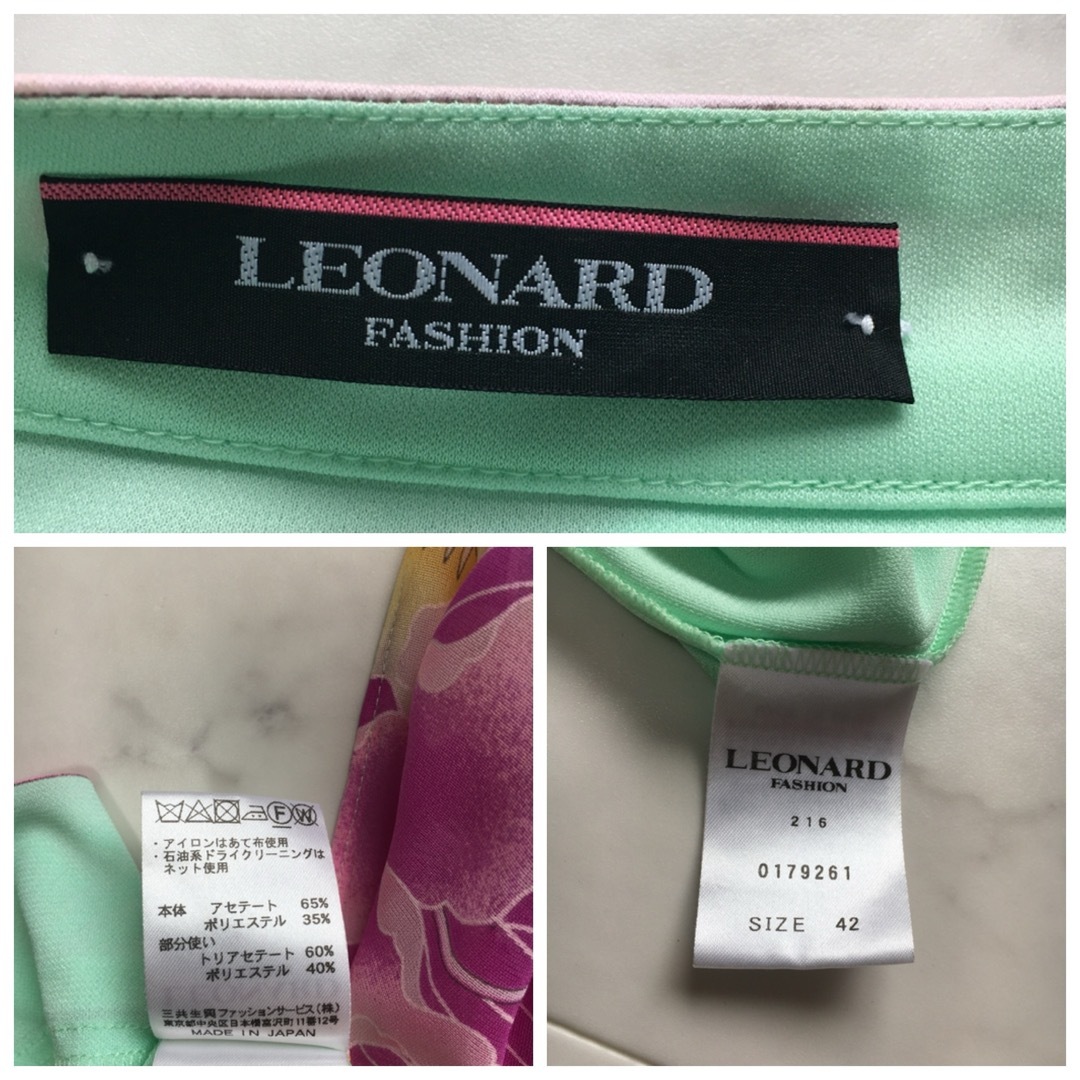 LEONARD
FASHION
F W
・アイロンはあて布使用
・石油系ドライクリーニングは
ネット使用
本体 アセテート 65%
ポリエステル 35%
部分使い
トリアセテート 60%
ポリエステル 40%
三共生興ファッションサービス(株)
東京都中央区日本橋富沢町11番12号
MADE IN JAPAN
LEONARD
FASHION
216
0179261
SIZE 42